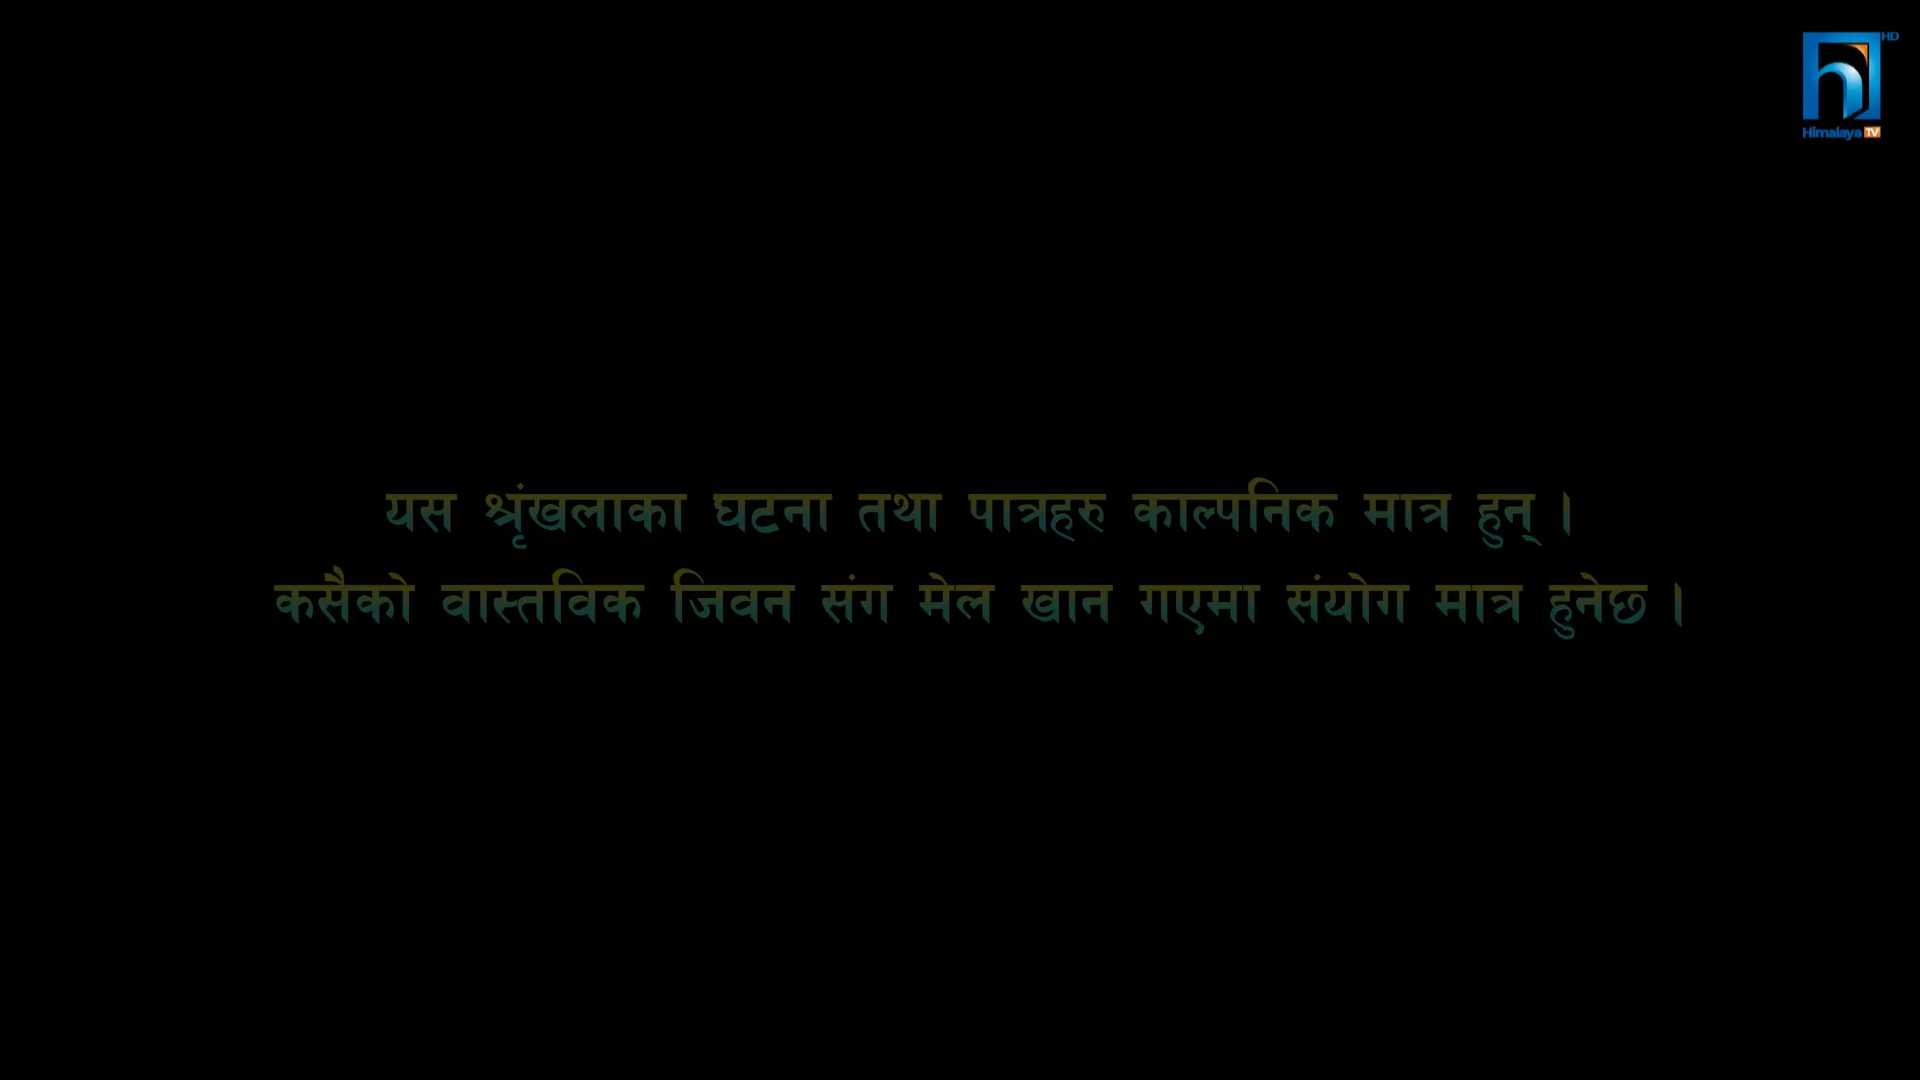 HD
Himalaya TV
यस श्रृंखलाका घटना तथा पात्रहरु काल्पनिक मात्र हुन् ।
कसैको वास्तविक जिवन संग मेल खान गएमा संयोग मात्र हुनेछ ।